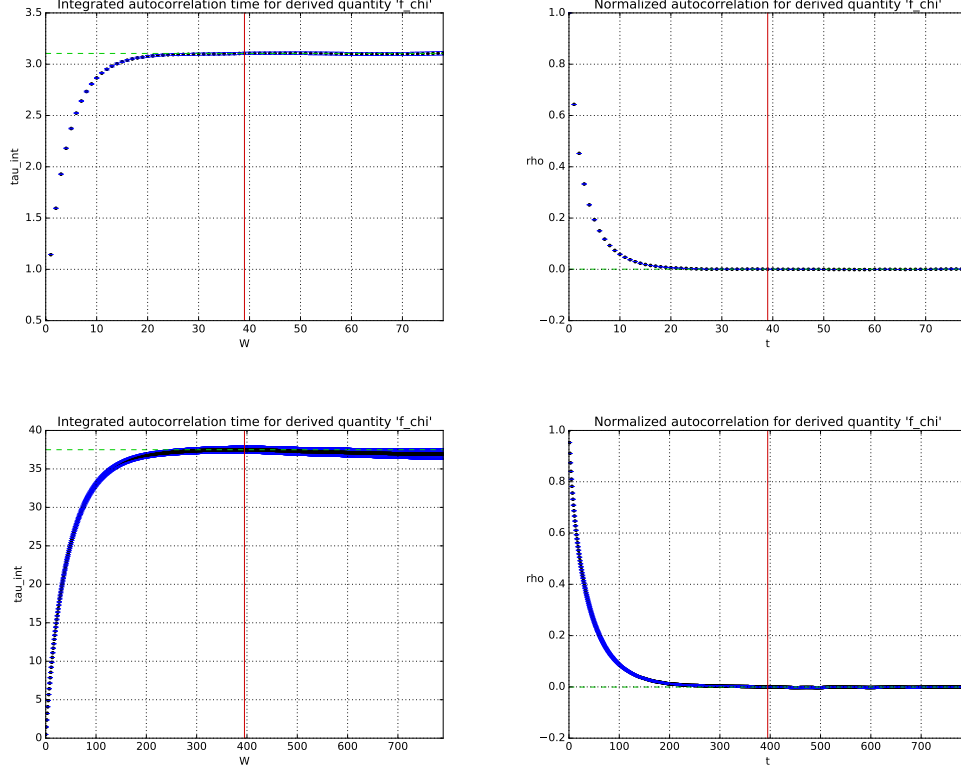 Integrated autocorrelation time for derived quantity 'f_chi'
3.5
3.0
2.5
2.0
1.5
1.0
0.5
tau_int
0 10 20 30 40 50 60 70
W
Normalized autocorrelation for derived quantity 'f_chi'
1.0
0.8
0.6
0.4
0.2
0.0
−0.2
rho
0 10 20 30 40 50 60 70
t
Integrated autocorrelation time for derived quantity 'f_chi'
40
35
30
25
20
15
10
5
0
tau_int
0 100 200 300 400 500 600 700
W
Normalized autocorrelation for derived quantity 'f_chi'
1.0
0.8
0.6
0.4
0.2
0.0
−0.2
rho
0 100 200 300 400 500 600 700
t